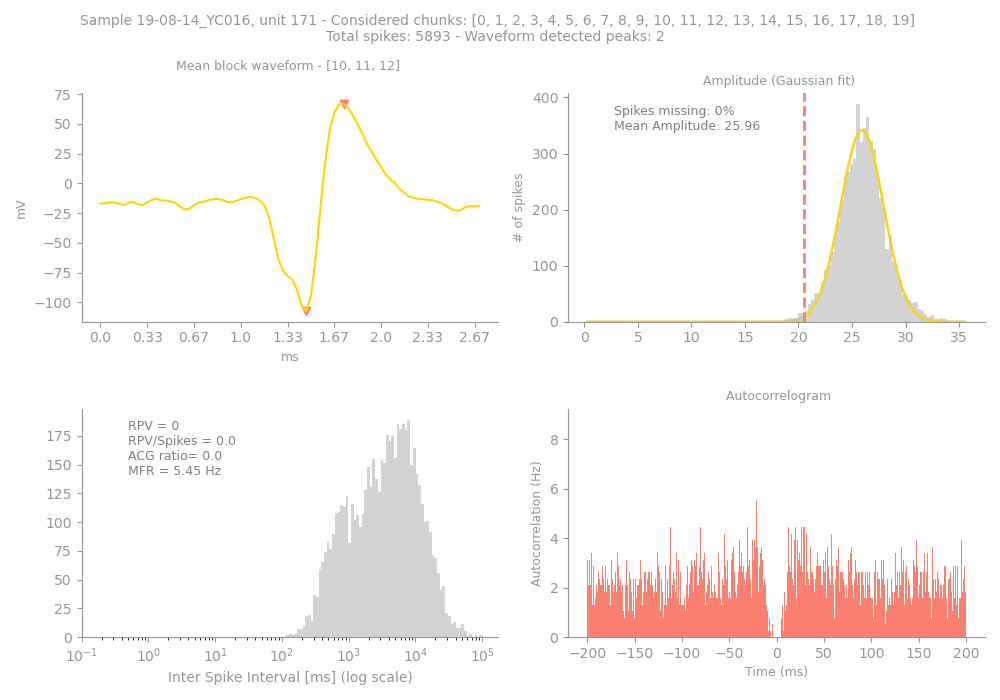 Sample 19-08-14_YC016, unit 171 - Considered chunks: [0, 1, 2, 3, 4, 5, 6, 7, 8, 9, 10, 11, 12, 13, 14, 15, 16, 17, 18, 19]
Total spikes: 5893 - Waveform detected peaks: 2
Mean block waveform - [10, 11, 12]
75
50
25
0
−25
−50
−75
−100
mV
0.0 0.33 0.67 1.0 1.33 1.67 2.0 2.33 2.67
ms
Amplitude (Gaussian fit)
Spikes missing: 0%
Mean Amplitude: 25.96
400
300
200
100
0
# of spikes
0 5 10 15 20 25 30 35
RPV = 0
RPV/Spikes = 0.0
ACG ratio= 0.0
MFR = 5.45 Hz
175
150
125
100
75
50
25
0
10⁻¹ 10⁰ 10¹ 10² 10³ 10⁴ 10⁵
Inter Spike Interval [ms] (log scale)
Autocorrelogram
8
6
4
2
0
Autocorrelation (Hz)
−200 −150 −100 −50 0 50 100 150 200
Time (ms)